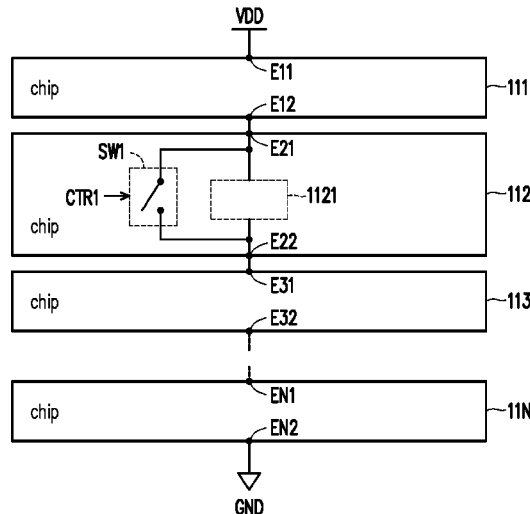 VDD
E11
chip
111
E12
E21
SW1
CTR1
1121
112
chip
E22
E31
chip
113
E32
EN1
chip
11N
EN2
GND